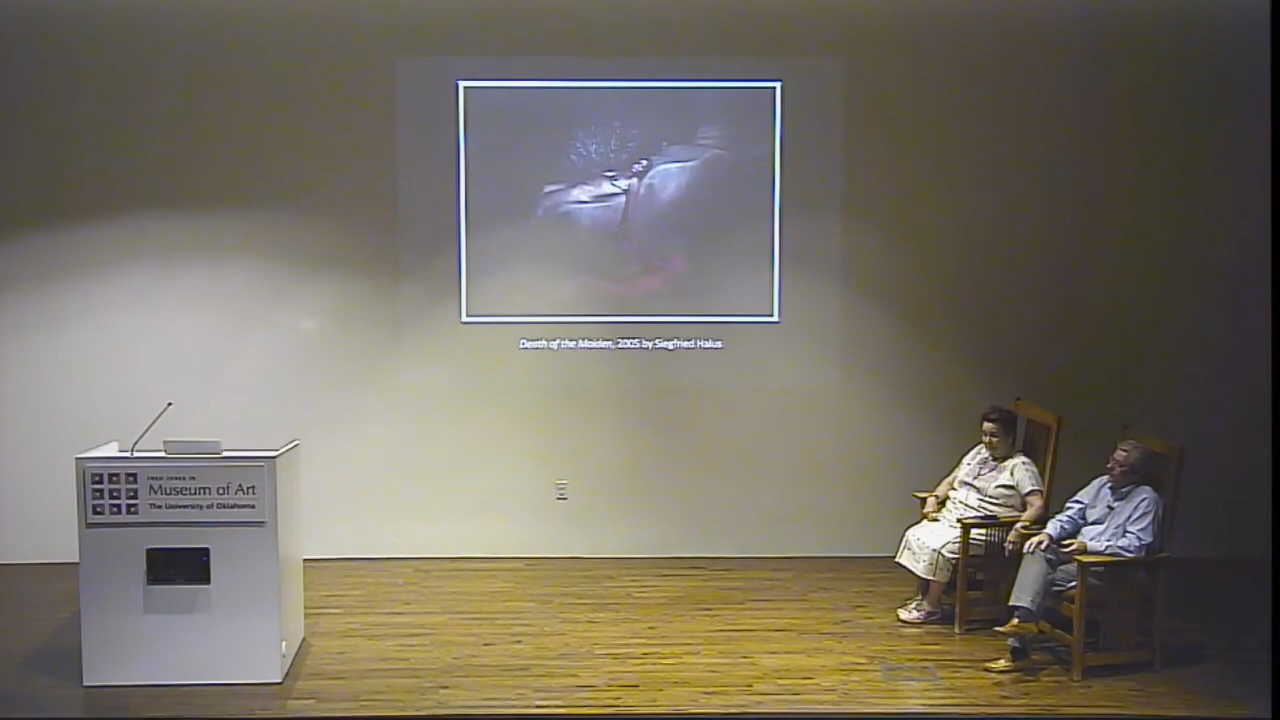 Death of the Maiden, 2005 by Siegfried Halus
FRED JONES JR.
Museum of Art
The University of Oklahoma